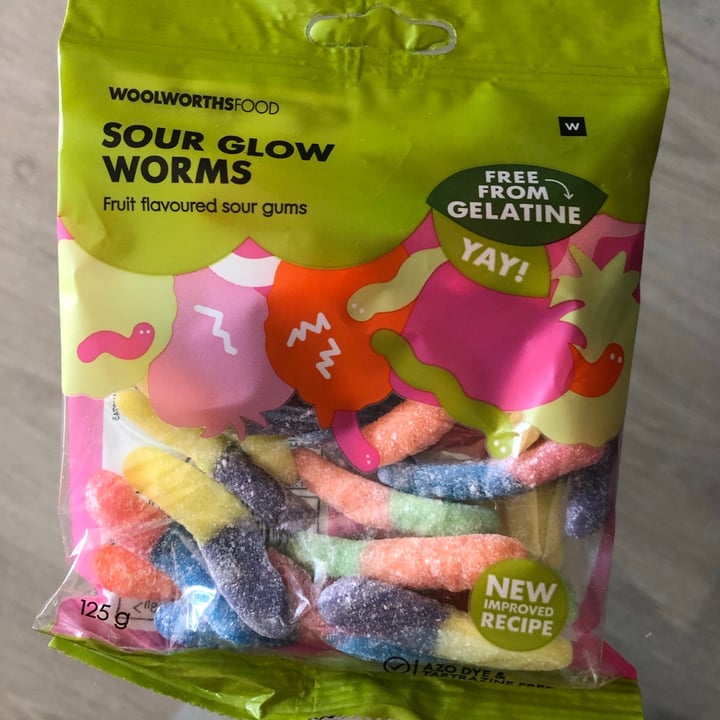 WOOLWORTHSFOOD
W
SOUR GLOW
WORMS
Fruit flavoured sour gums
FREE
FROM
GELATINE
YAY!
NEW
IMPROVED
RECIPE
125 g
AZO DYE &
TARTRAZINE FREE